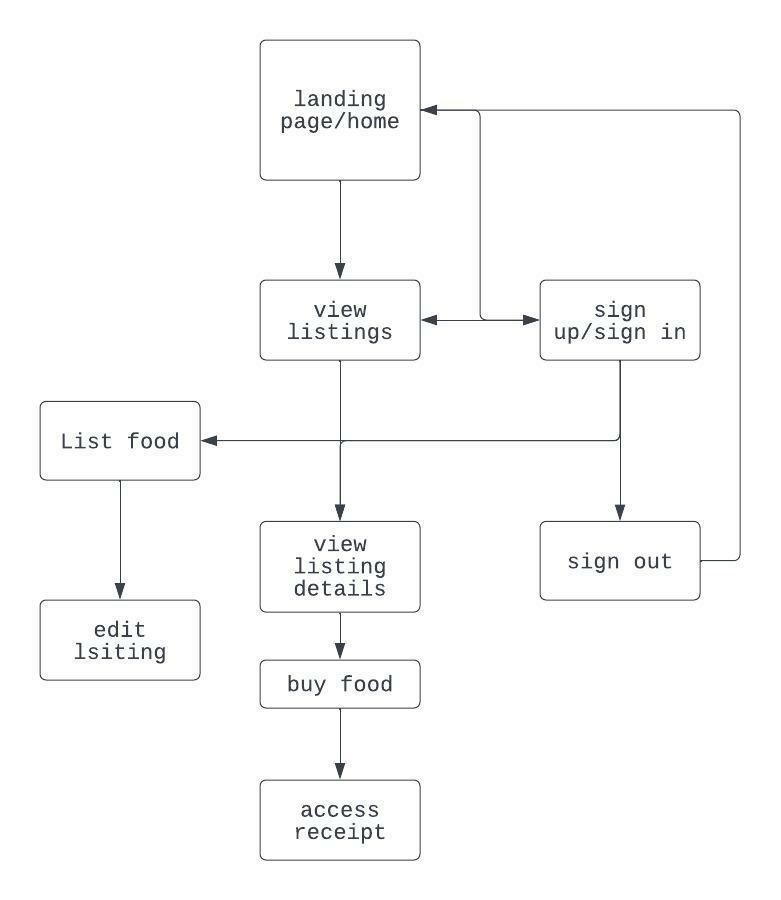 landing
page/home
view
listings
sign
up/sign in
List food
view
listing
details
sign out
edit
lsiting
buy food
access
receipt